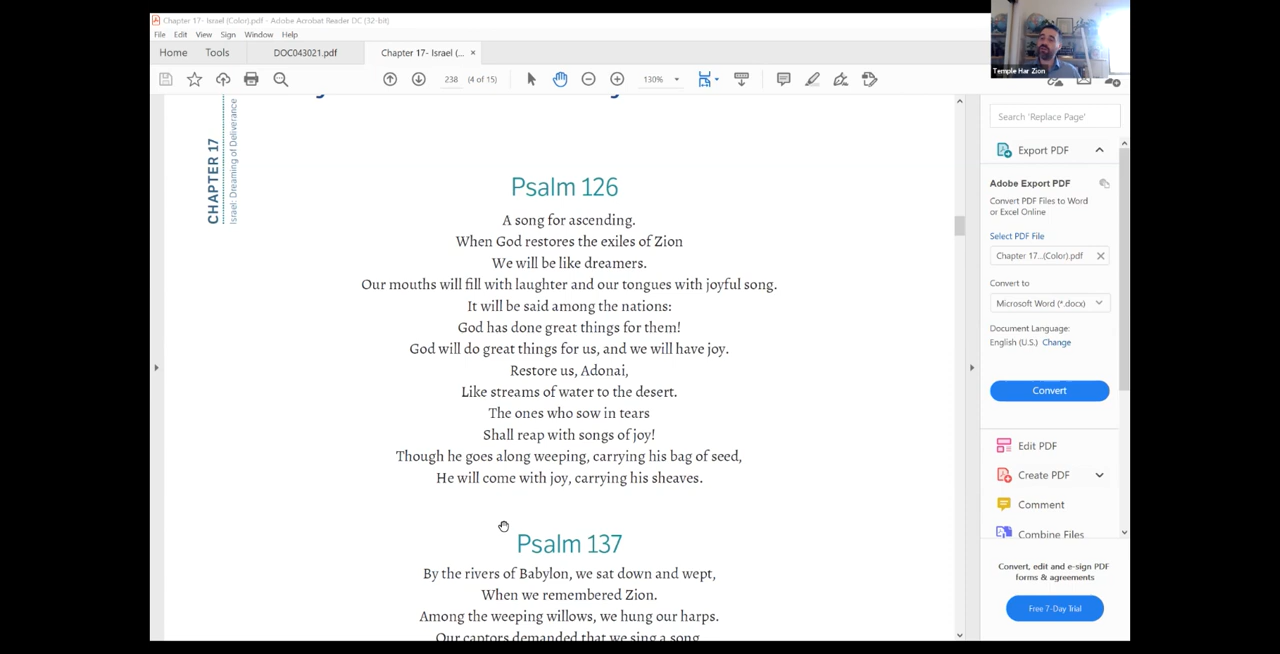 Chapter 17- Israel (Color).pdf - Adobe Acrobat Reader DC (32-bit)
File Edit View Sign Window Help
Home Tools DOC043021.pdf Chapter 17- Israel (... ×
238 (4 of 15) 130%
Temple Har Zion
CHAPTER 17
Israel: Dreaming of Deliverance
Psalm 126
A song for ascending.
When God restores the exiles of Zion
We will be like dreamers.
Our mouths will fill with laughter and our tongues with joyful song.
It will be said among the nations:
God has done great things for them!
God will do great things for us, and we will have joy.
Restore us, Adonai,
Like streams of water to the desert.
The ones who sow in tears
Shall reap with songs of joy!
Though he goes along weeping, carrying his bag of seed,
He will come with joy, carrying his sheaves.
Psalm 137
By the rivers of Babylon, we sat down and wept,
When we remembered Zion.
Among the weeping willows, we hung our harps.
Our captors demanded that we sing a song
Search 'Replace Page'
Export PDF
Adobe Export PDF
Convert PDF Files to Word
or Excel Online
Select PDF File
Chapter 17...(Color).pdf
Convert to
Microsoft Word (*.docx)
Document Language:
English (U.S.) Change
Convert
Edit PDF
Create PDF
Comment
Combine Files
Convert, edit and e-sign PDF
forms & agreements
Free 7-Day Trial